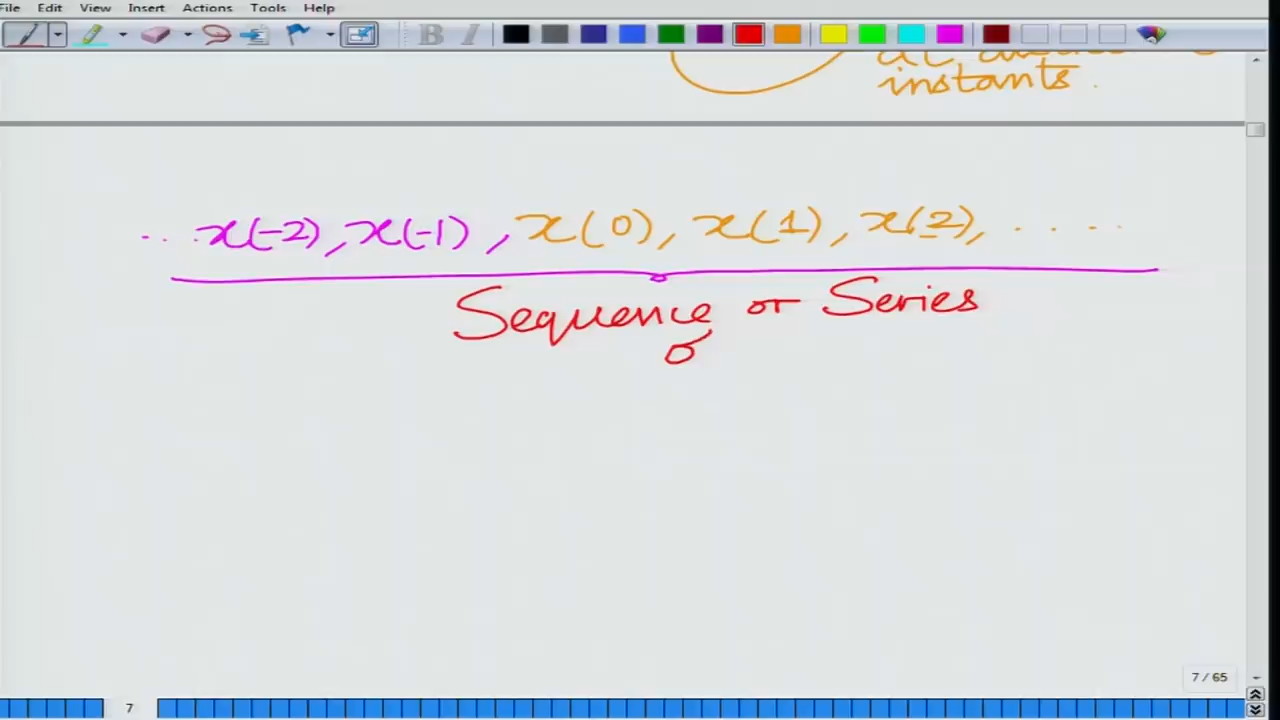 File Edit View Insert Actions Tools Help
B I
at
instants.
... x(-2), x(-1), x(0), x(1), x(2), .....
Sequence or Series
7 / 65
7